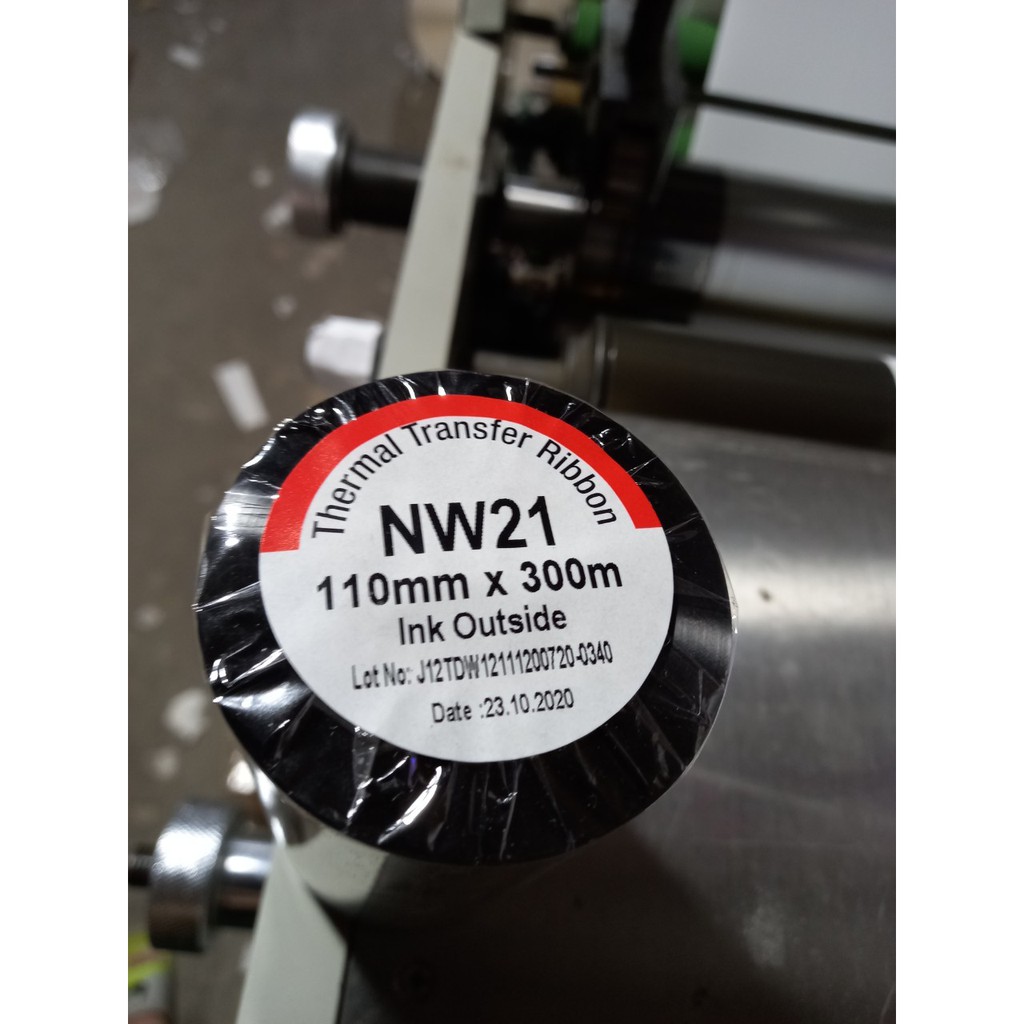 Thermal Transfer Ribbon
NW21
110mm x 300m
Ink Outside
Lot No: J12TDW12111200720-0340
Date :23.10.2020